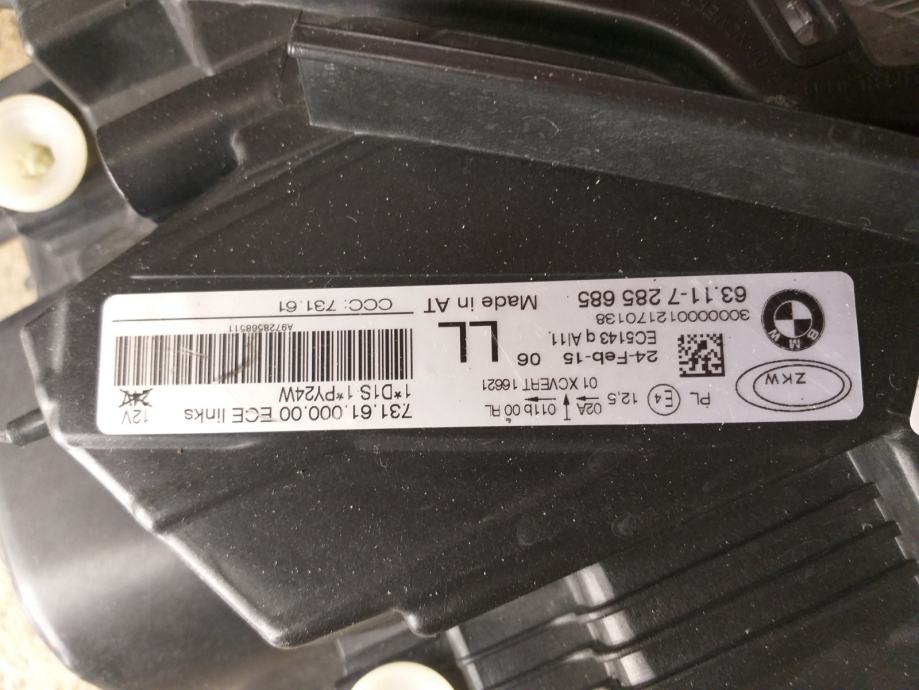 ZKW
BMW
PL E4 12,5 02A 011b 00 RL
01 XCVERT 16621
731.61.000.00 ECE links
1*D1S 1*PY24W
12V
24-Feb-15 06
EC5143 q AI11.
300000012170138
63.11-7 285 685
LL
Made in AT
A9728568511
CCC: 731.61